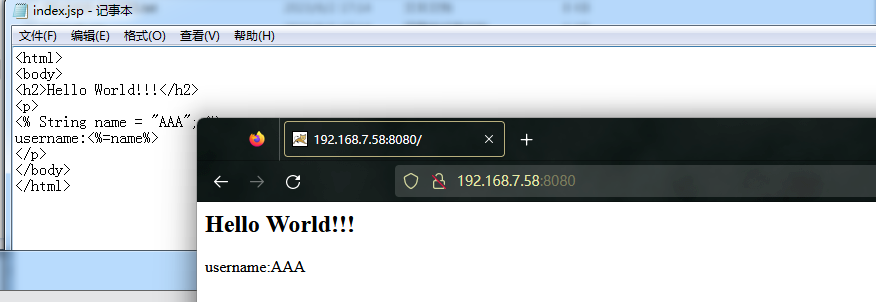 index.jsp - 记事本
文件(F) 编辑(E) 格式(O) 查看(V) 帮助(H)
<html>
<body>
<h2>Hello World!!!</h2>
<p>
<% String name = "AAA";
username:<%=name%>
</p>
</body>
</html>
192.168.7.58:8080/
192.168.7.58:8080
Hello World!!!
username:AAA